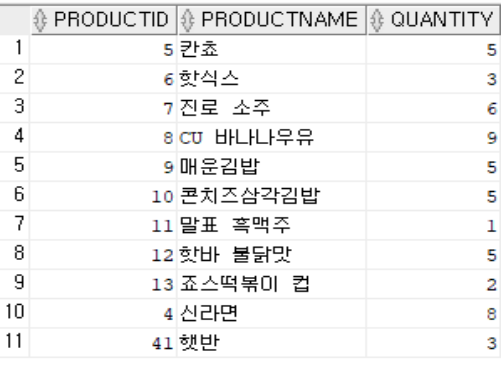 PRODUCTID PRODUCTNAME QUANTITY
1 5 칸쵸 5
2 6 핫식스 3
3 7 진로 소주 6
4 8 CU 바나나우유 9
5 9 매운김밥 5
6 10 콘치즈삼각김밥 5
7 11 말표 흑맥주 1
8 12 핫바 불닭맛 5
9 13 죠스떡볶이 컵 2
10 4 신라면 8
11 41 햇반 3